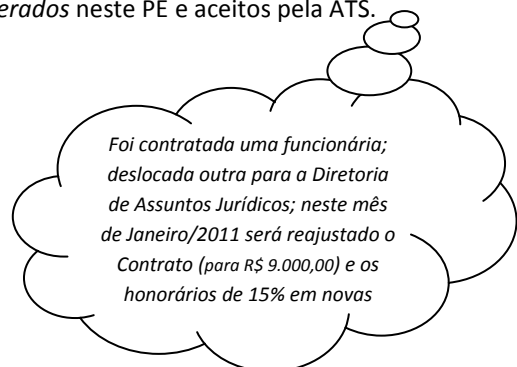 erados neste PE e aceitos pela ATS.
Foi contratada uma funcionária;
deslocada outra para a Diretoria
de Assuntos Jurídicos; neste mês
de Janeiro/2011 será reajustado o
Contrato (para R$ 9.000,00) e os
honorários de 15% em novas